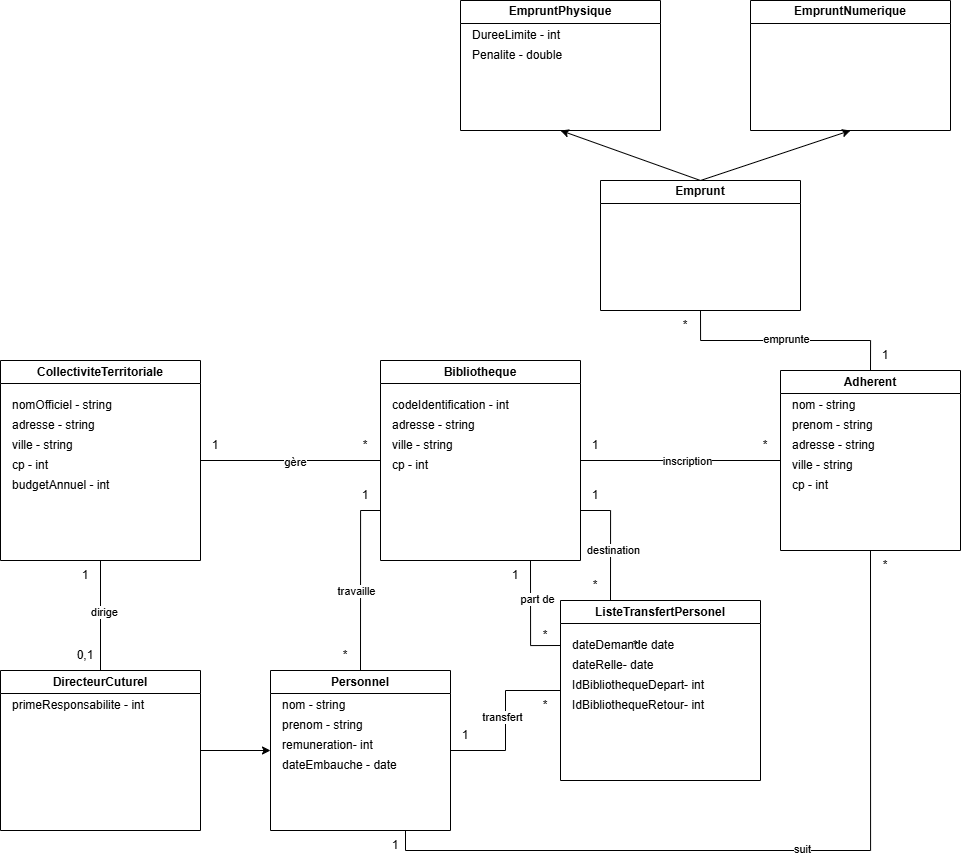 EmpruntPhysique
DureeLimite - int
Penalite - double
EmpruntNumerique
Emprunt
*
emprunte
1
CollectiviteTerritoriale
nomOfficiel - string
adresse - string
ville - string
cp - int
budgetAnnuel - int
1
gère
*
Bibliotheque
codeIdentification - int
adresse - string
ville - string
cp - int
1
inscription
*
Adherent
nom - string
prenom - string
adresse - string
ville - string
cp - int
1
dirige
0,1
1
travaille
*
1
part de
*
1
destination
*
*
DirecteurCuturel
primeResponsabilite - int
Personnel
nom - string
prenom - string
remuneration- int
dateEmbauche - date
1
transfert
*
ListeTransfertPersonel
dateDemande date
*
dateRelle- date
IdBibliothequeDepart- int
IdBibliothequeRetour- int
1
suit